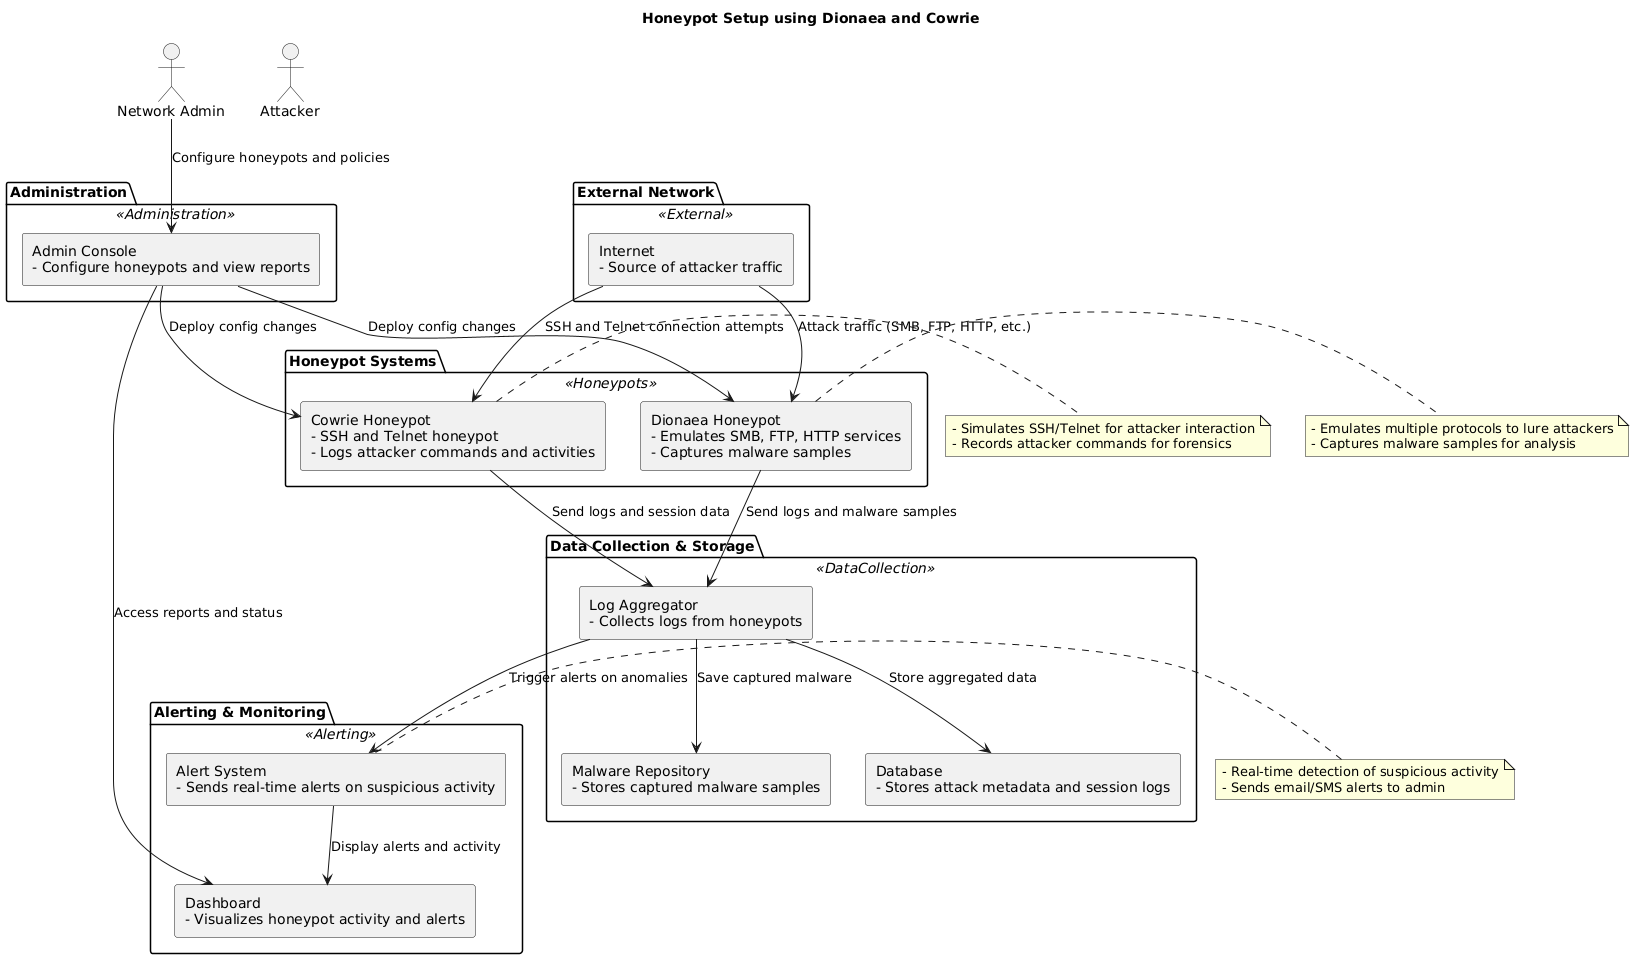 Honeypot Setup using Dionaea and Cowrie
Network Admin
Attacker
Configure honeypots and policies
Administration
«Administration»
Admin Console
- Configure honeypots and view reports
External Network
«External»
Internet
- Source of attacker traffic
Deploy config changes
Deploy config changes
SSH and Telnet connection attempts
Attack traffic (SMB, FTP, HTTP, etc.)
Honeypot Systems
«Honeypots»
Cowrie Honeypot
- SSH and Telnet honeypot
- Logs attacker commands and activities
Dionaea Honeypot
- Emulates SMB, FTP, HTTP services
- Captures malware samples
- Simulates SSH/Telnet for attacker interaction
- Records attacker commands for forensics
- Emulates multiple protocols to lure attackers
- Captures malware samples for analysis
Send logs and session data
Send logs and malware samples
Data Collection & Storage
«DataCollection»
Log Aggregator
- Collects logs from honeypots
Access reports and status
Trigger alerts on anomalies
Save captured malware
Store aggregated data
Alerting & Monitoring
«Alerting»
Alert System
- Sends real-time alerts on suspicious activity
Malware Repository
- Stores captured malware samples
Database
- Stores attack metadata and session logs
- Real-time detection of suspicious activity
- Sends email/SMS alerts to admin
Display alerts and activity
Dashboard
- Visualizes honeypot activity and alerts